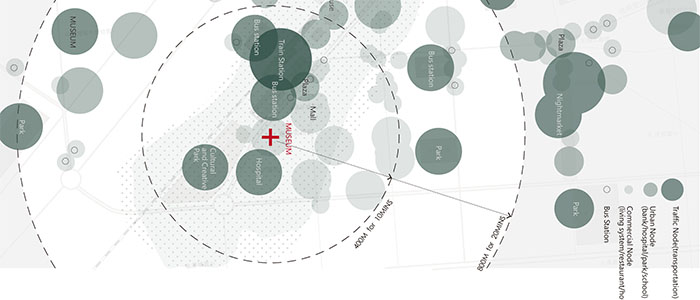 MUSEUM
Park
Bus station
Train Station
Bus station
Plaza
Mall
MUSEUM
Hospital
Cultural
and Creative
Park
Bus station
Park
Plaza
Nightmarket
Park
400M for 10MINS
800M for 20MINS
Traffic Node(transportation)
Urban Node
(bank/hospital/park/school)
Commercial Node
(living system/restaurant/ho
Bus Station